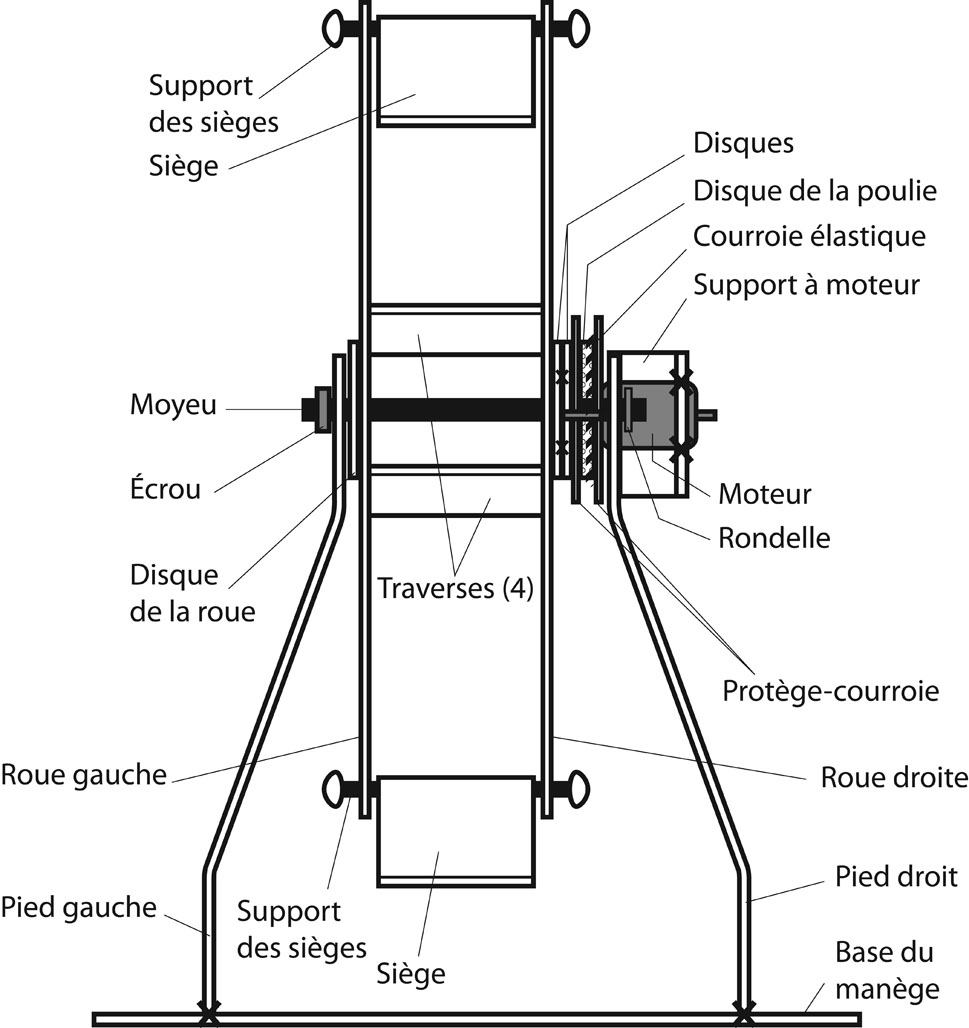 Support
des sièges
Siège
Disques
Disque de la poulie
Courroie élastique
Support à moteur
Moyeu
Écrou
Moteur
Rondelle
Disque
de la roue
Traverses (4)
Protège-courroie
Roue gauche
Roue droite
Pied gauche
Support
des sièges
Siège
Pied droit
Base du
manège